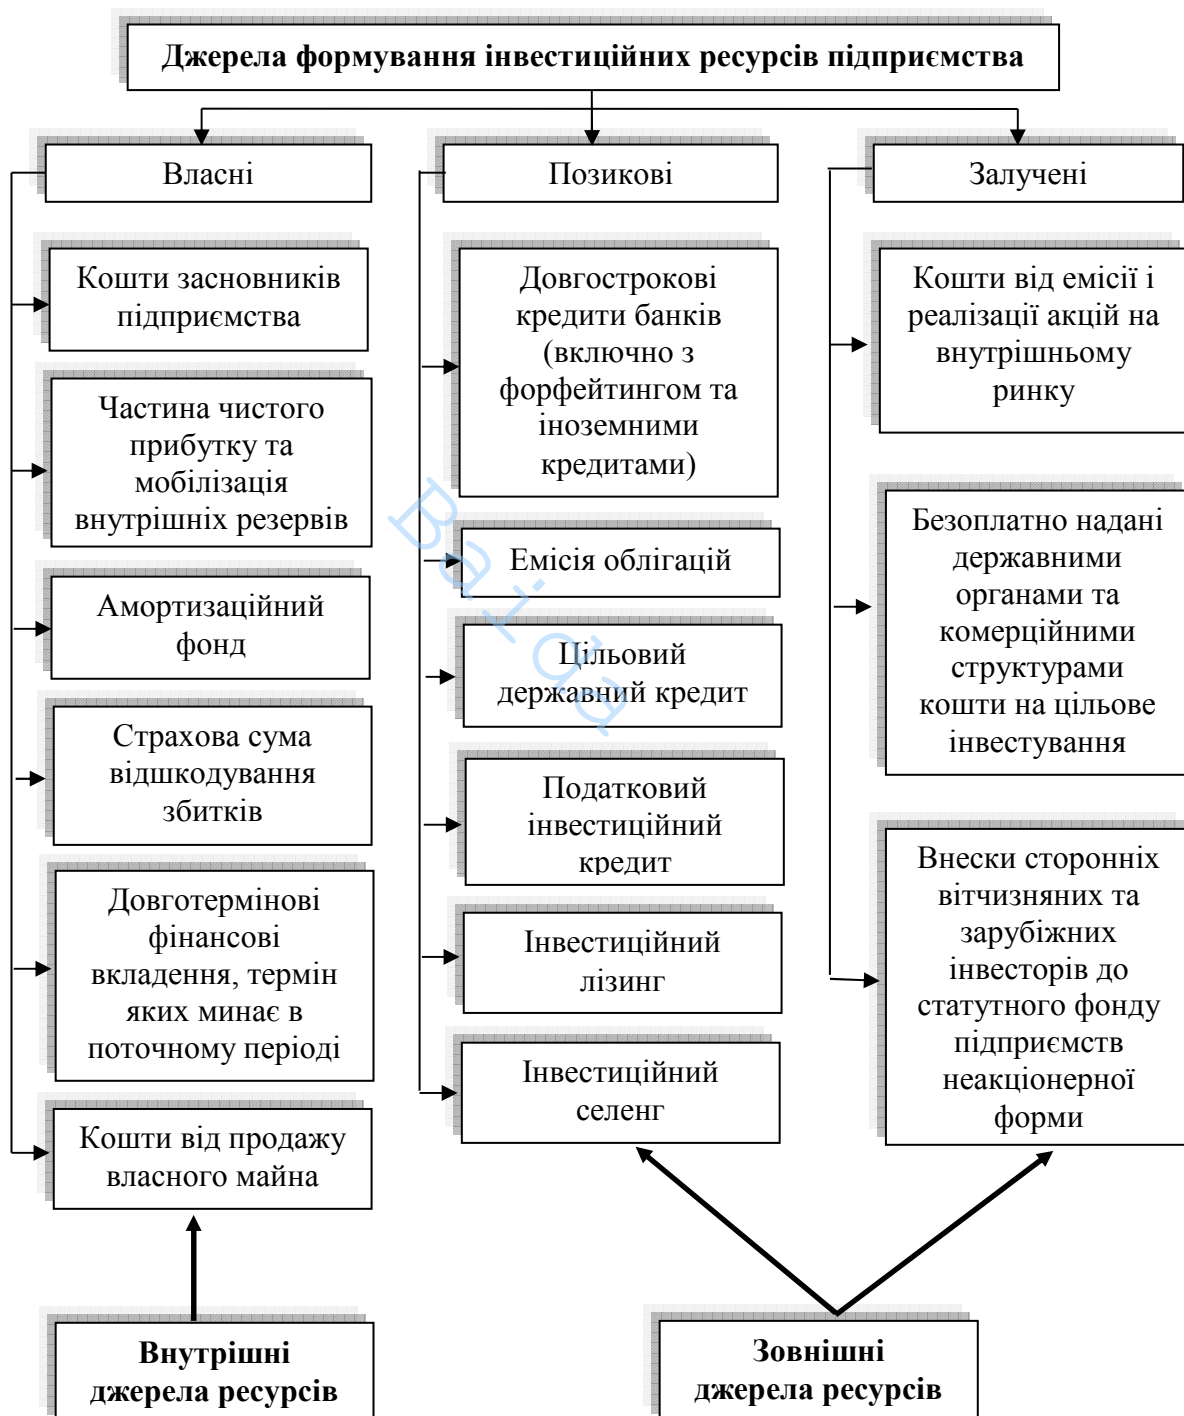 Джерела формування інвестиційних ресурсів підприємства
Власні
Позикові
Залучені
Кошти засновників
підприємства
Частина чистого
прибутку та
мобілізація
внутрішніх резервів
Амортизаційний
фонд
Страхова сума
відшкодування
збитків
Довготермінові
фінансові
вкладення, термін
яких минає в
поточному періоді
Кошти від продажу
власного майна
Довгострокові
кредити банків
(включно з
форфейтингом та
іноземними
кредитами)
Емісія облігацій
Цільовий
державний кредит
Податковий
інвестиційний
кредит
Інвестиційний
лізинг
Інвестиційний
селенг
Кошти від емісії і
реалізації акцій на
внутрішньому
ринку
Безоплатно надані
державними
органами та
комерційними
структурами
кошти на цільове
інвестування
Внески сторонніх
вітчизняних та
зарубіжних
інвесторів до
статутного фонду
підприємств
неакціонерної
форми
Внутрішні
джерела ресурсів
Зовнішні
джерела ресурсів
Baida